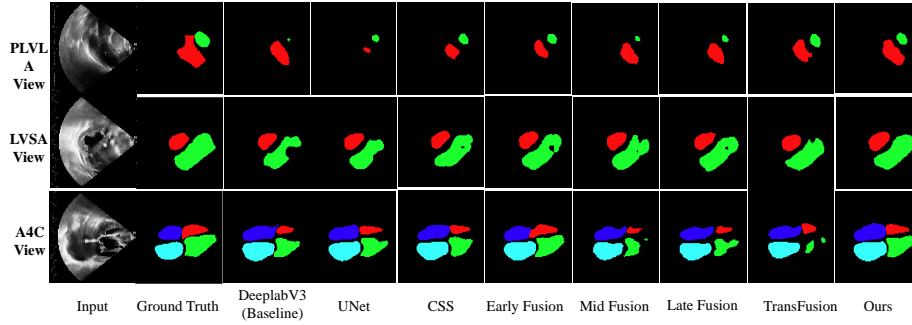 PLVL
A
View
LVSA
View
A4C
View
Input
Ground Truth
DeeplabV3
(Baseline)
UNet
CSS
Early Fusion
Mid Fusion
Late Fusion
TransFusion
Ours